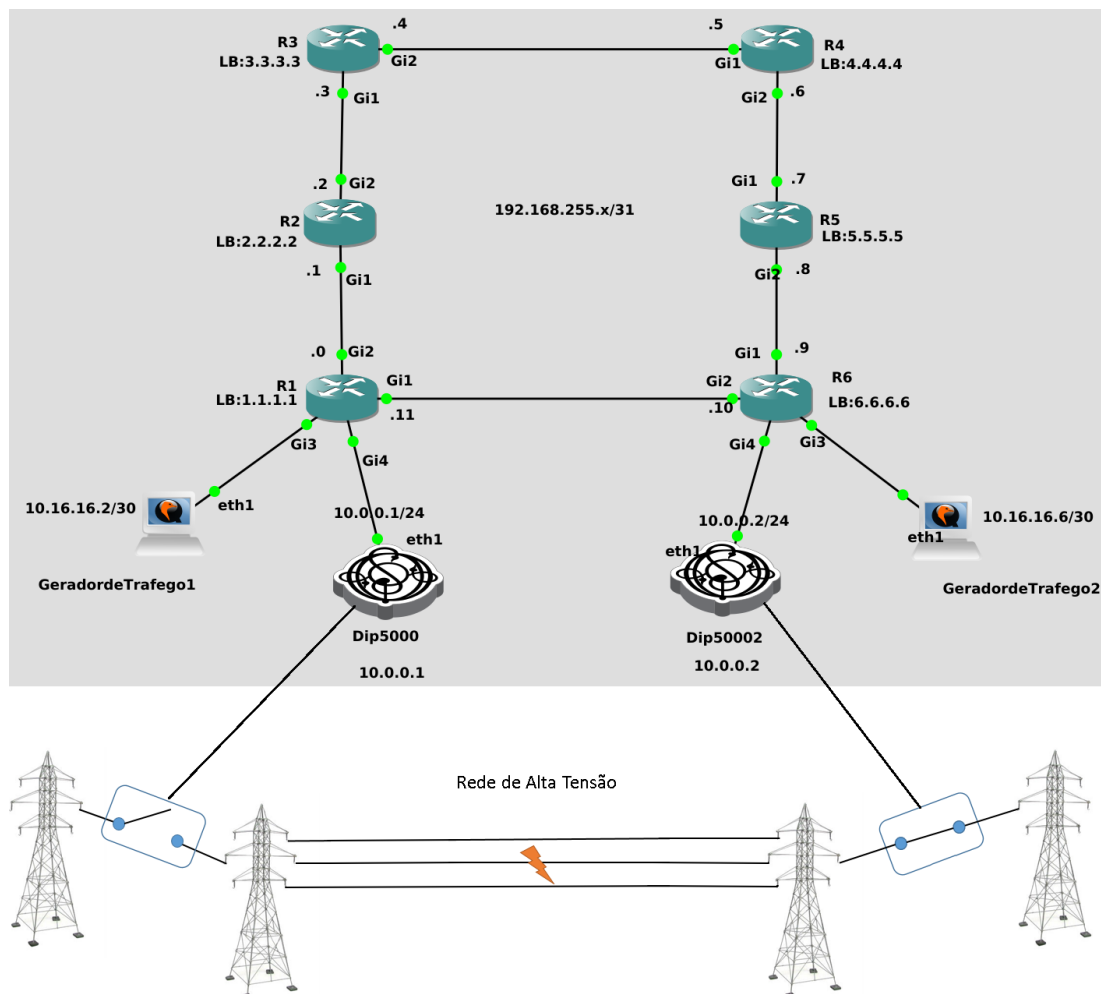 .4
.5
R3
LB:3.3.3.3
Gi2
Gi1
R4
LB:4.4.4.4
.3
Gi1
Gi2
.6
.2
Gi2
Gi1
.7
192.168.255.x/31
R2
LB:2.2.2.2
R5
LB:5.5.5.5
.1
Gi1
Gi2
.8
.0
Gi2
Gi1
.9
R1
LB:1.1.1.1
Gi1
.11
Gi2
.10
R6
LB:6.6.6.6
Gi3
Gi4
Gi4
Gi3
10.16.16.2/30
eth1
10.0.0.1/24
eth1
10.0.0.2/24
eth1
eth1
10.16.16.6/30
GeradordeTrafego1
GeradordeTrafego2
Dip5000
10.0.0.1
Dip50002
10.0.0.2
Rede de Alta Tensão